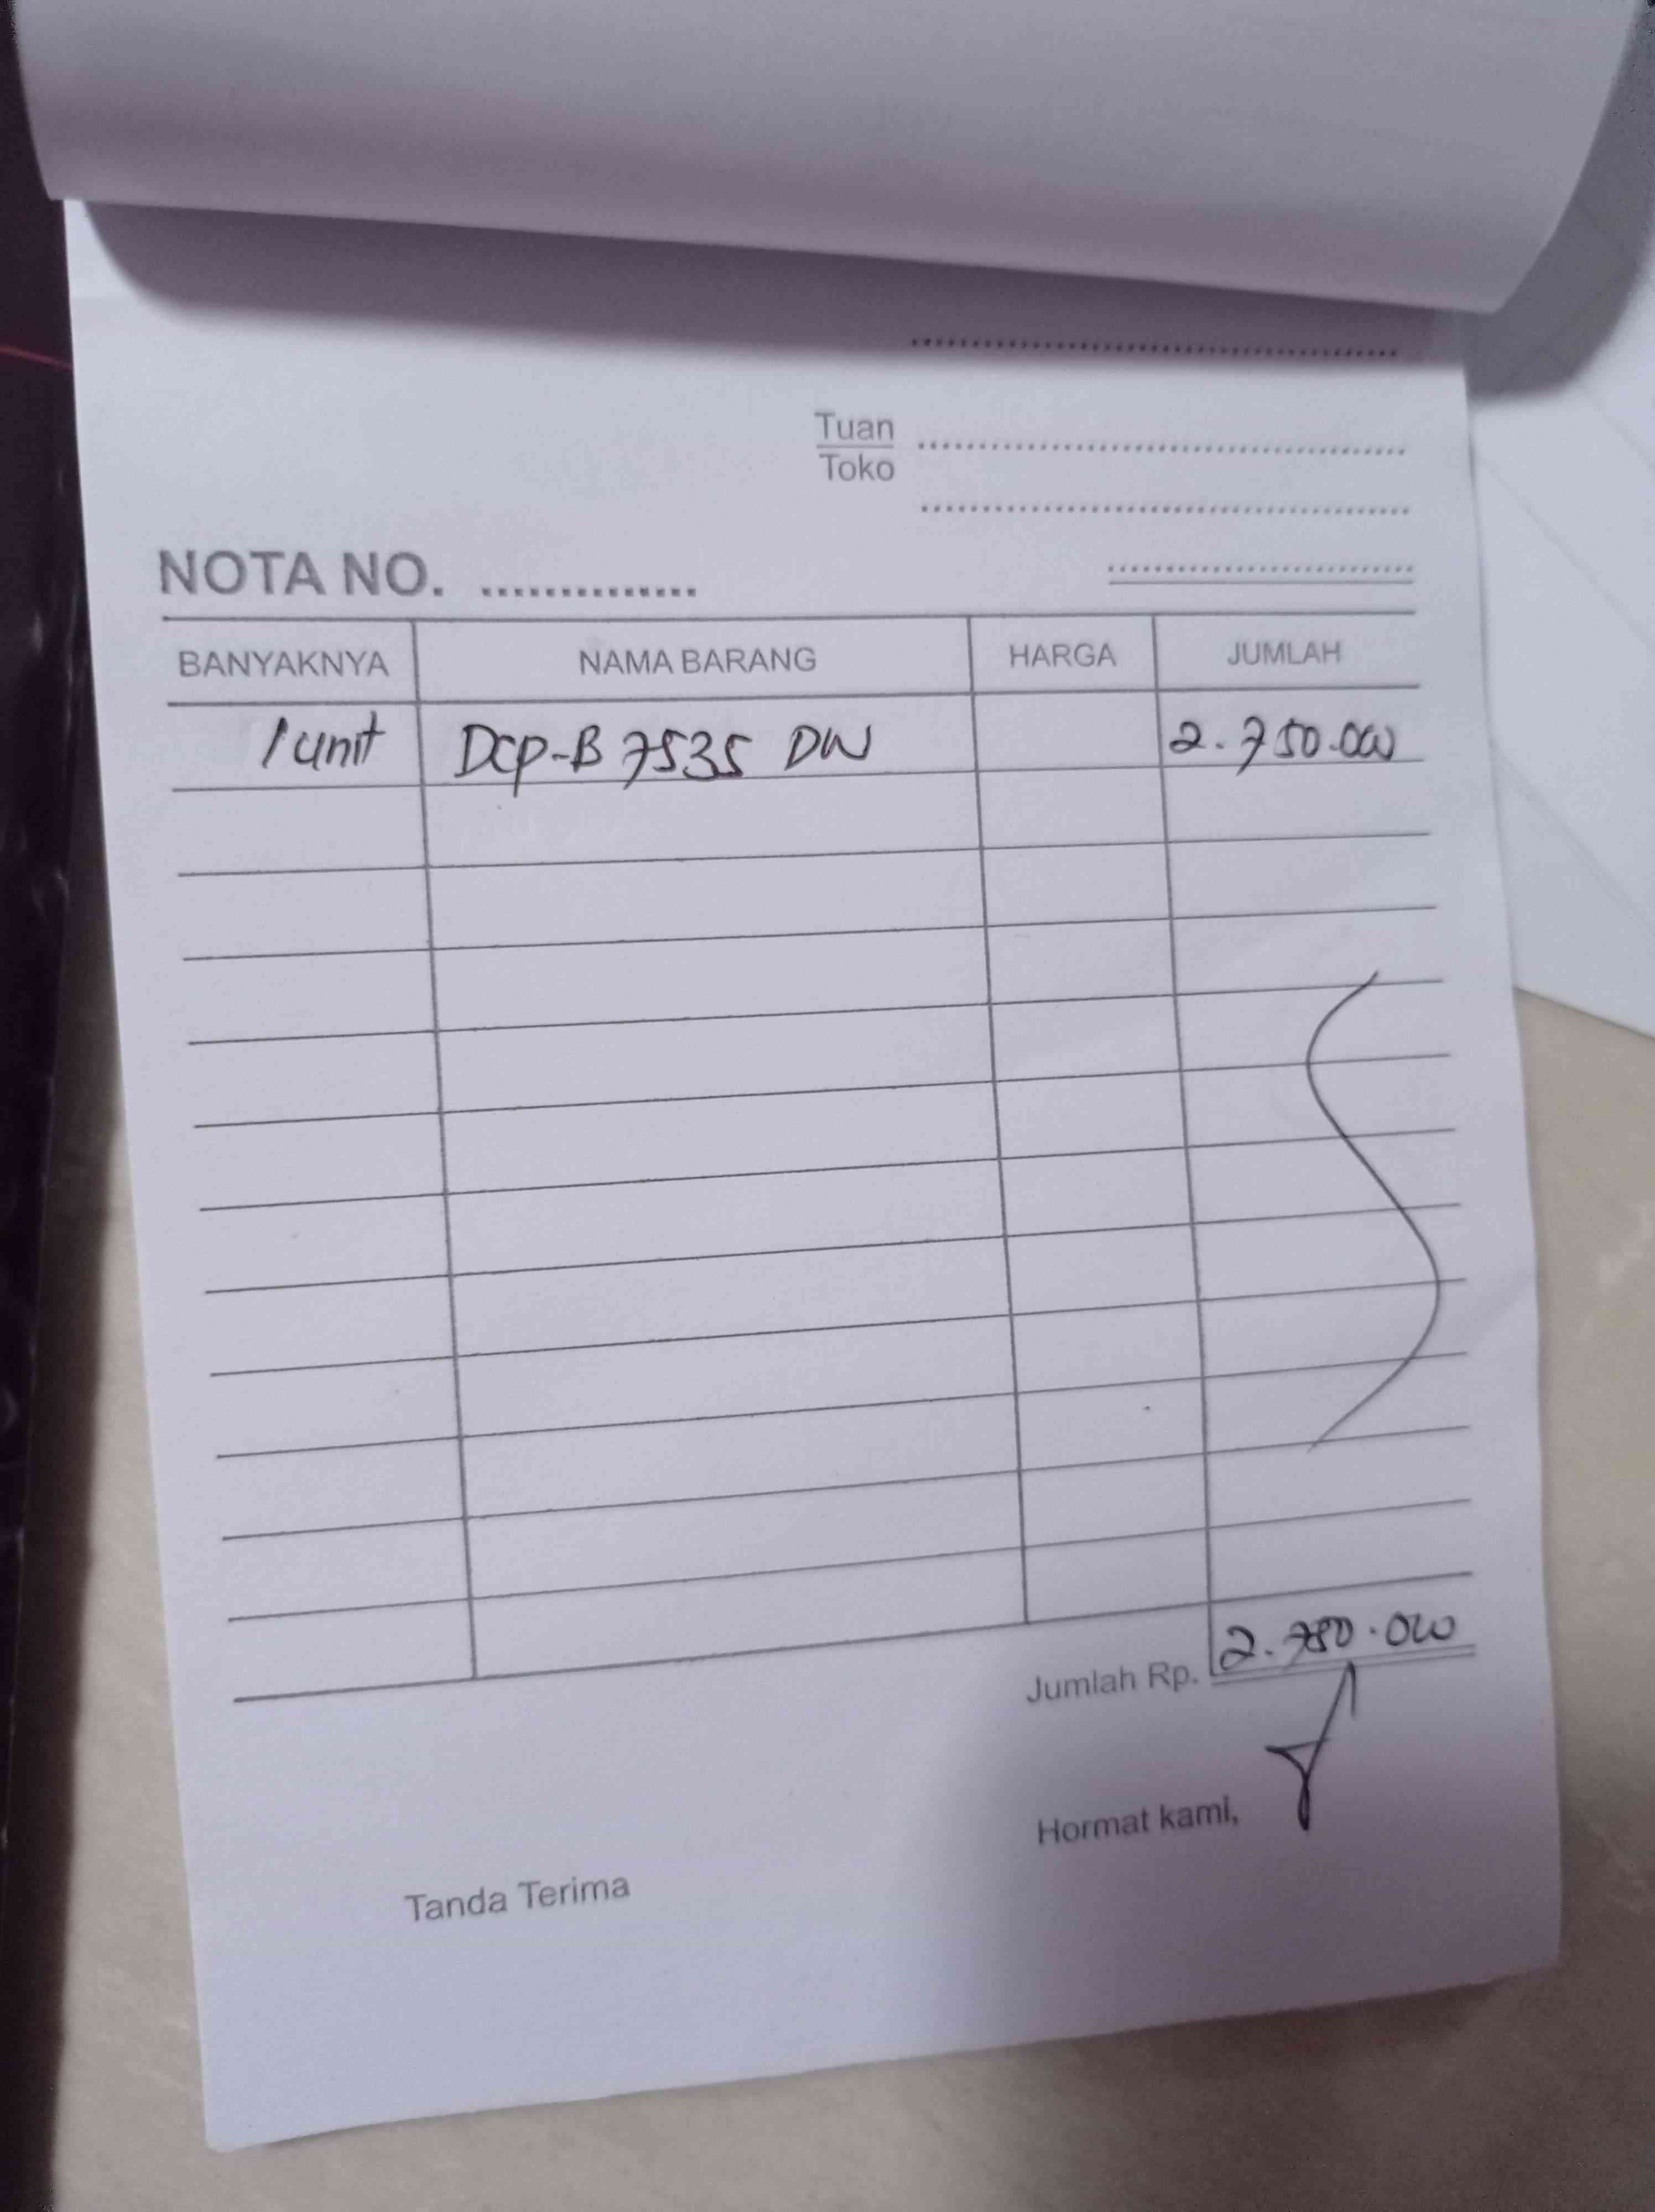 Tuan
Toko
NOTA NO. ..............
BANYAKNYA NAMA BARANG HARGA JUMLAH
1 unit DCP-B 7535 DW 2.750.000
Jumlah Rp. 2.750.000
Hormat kami,
Tanda Terima